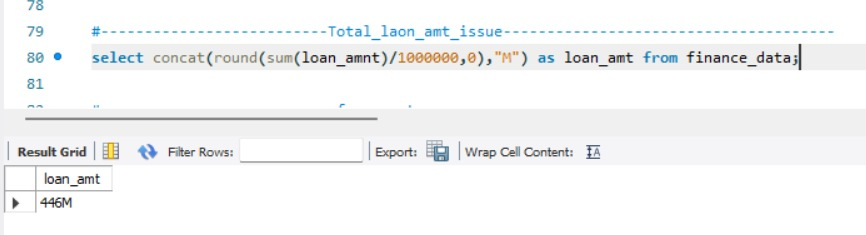 78
79 #--------------------------Total_laon_amt_issue--------------------------------------
80 select concat(round(sum(loan_amnt)/1000000,0),"M") as loan_amt from finance_data;
81
Result Grid Filter Rows: Export: Wrap Cell Content: IA
loan_amt
446M